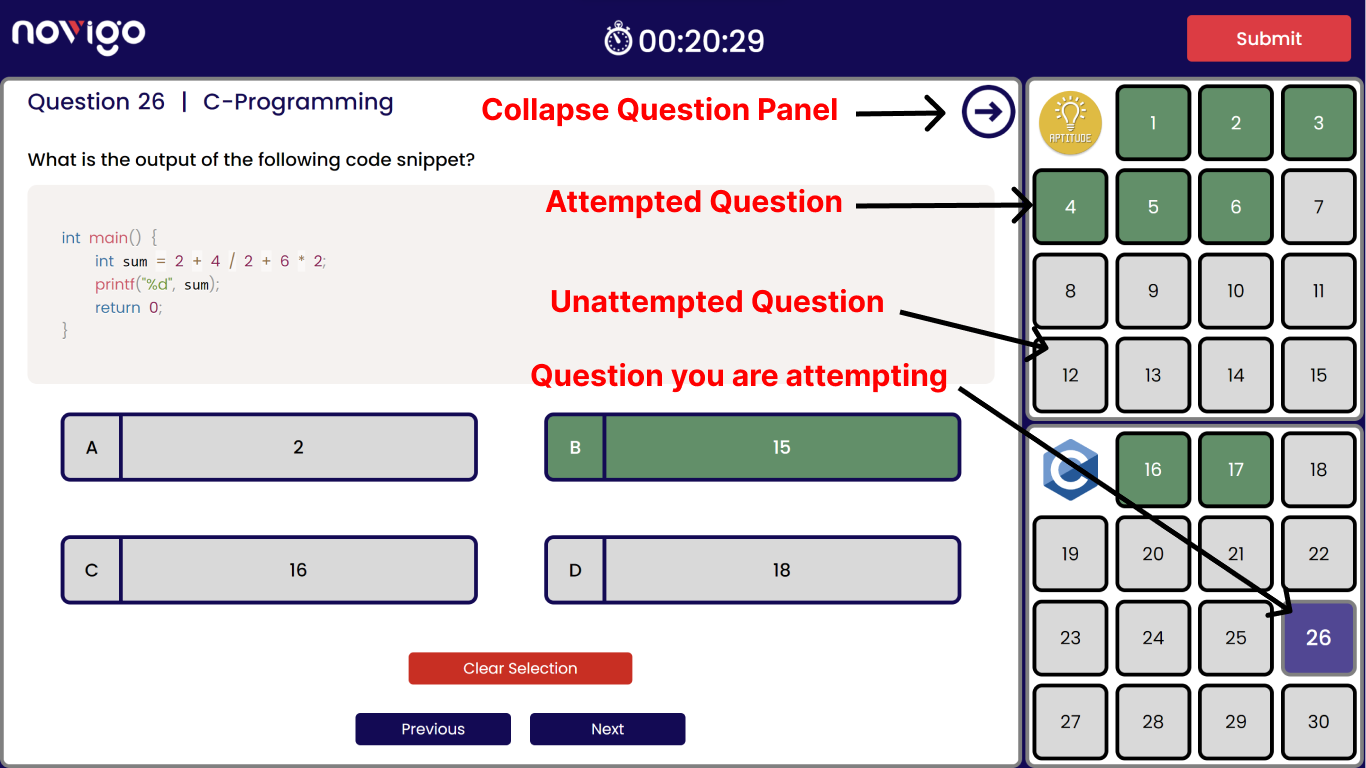 novigo
00:20:29
Submit
Question 26 | C-Programming
Collapse Question Panel
What is the output of the following code snippet?
Attempted Question
int main() {
int sum = 2 + 4 / 2 + 6 * 2;
printf("%d", sum);
return 0;
}
Unattempted Question
Question you are attempting
A 2
B 15
C 16
D 18
Clear Selection
Previous Next
APTITUDE 1 2 3
4 5 6 7
8 9 10 11
12 13 14 15
C 16 17 18
19 20 21 22
23 24 25 26
27 28 29 30